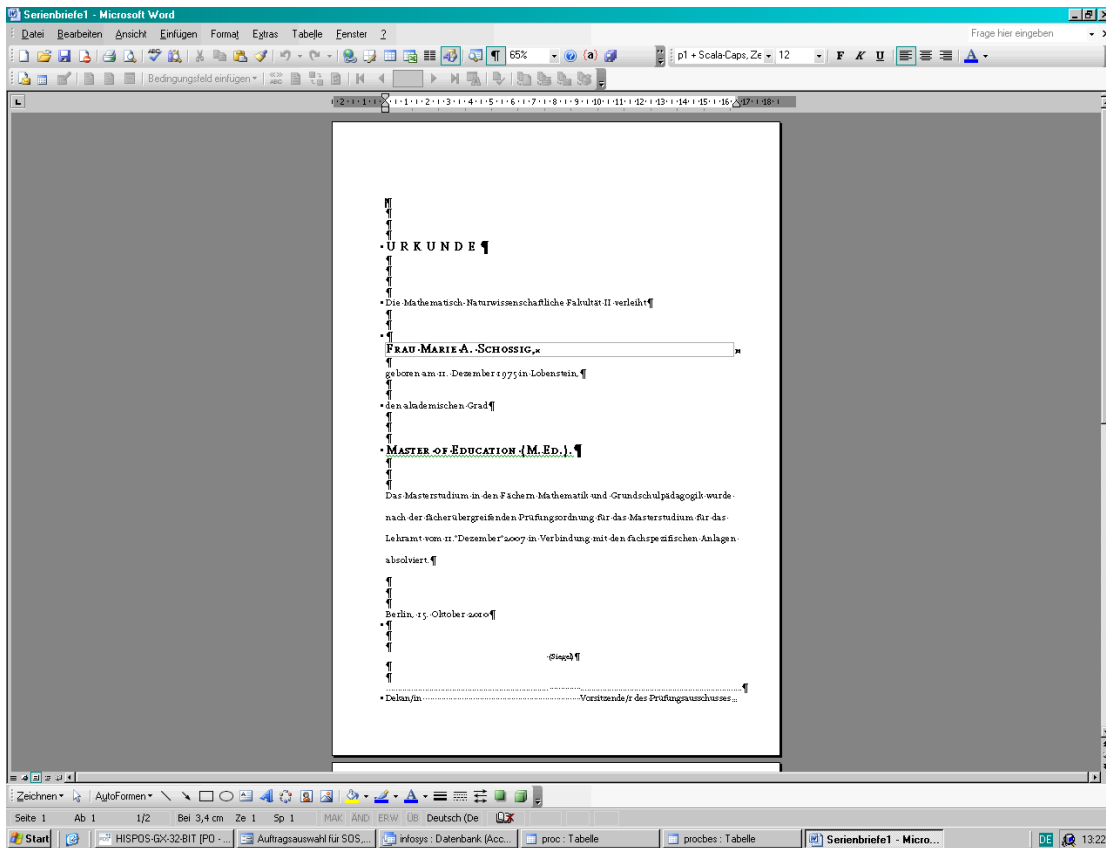 Serienbriefe1 - Microsoft Word
Datei Bearbeiten Ansicht Einfügen Format Extras Tabelle Fenster ? Frage hier eingeben
65% p1 + Scala-Caps, Ze 12 F K U
Bedingungsfeld einfügen
URKUNDE
Die Mathematisch-Naturwissenschaftliche Fakultät II verleiht
FRAU MARIE A. SCHOSSIG,
geboren am 11. Dezember 1975 in Lobenstein,
den akademischen Grad
MASTER OF EDUCATION (M. ED.).
Das Masterstudium in den Fächern Mathematik und Grundschulpädagogik wurde
nach der fächerübergreifenden Prüfungsordnung für das Masterstudium für das
Lehramt vom 11.°Dezember°2007 in Verbindung mit den fachspezifischen Anlagen
absolviert.
Berlin, 15. Oktober 2010
(Siegel)
Dekan/in Vorsitzende/r des Prüfungsausschusses
Zeichnen AutoFormen
Seite 1 Ab 1 1/2 Bei 3,4 cm Ze 1 Sp 1 MAK ÄND ERW ÜB Deutsch (De
Start HISPOS-GX-32-BIT [PD - ... Auftragsauswahl für SOS,... infosys : Datenbank (Acc... proc : Tabelle procbes : Tabelle Serienbriefe1 - Micro... DE 13:22